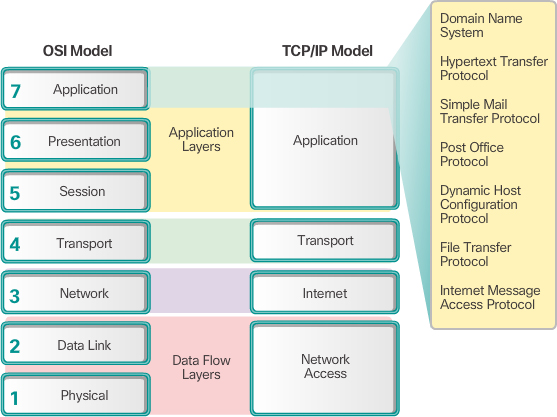 OSI Model
TCP/IP Model
7 Application
6 Presentation
5 Session
4 Transport
3 Network
2 Data Link
1 Physical
Application
Layers
Data Flow
Layers
Application
Transport
Internet
Network
Access
Domain Name
System
Hypertext Transfer
Protocol
Simple Mail
Transfer Protocol
Post Office
Protocol
Dynamic Host
Configuration
Protocol
File Transfer
Protocol
Internet Message
Access Protocol